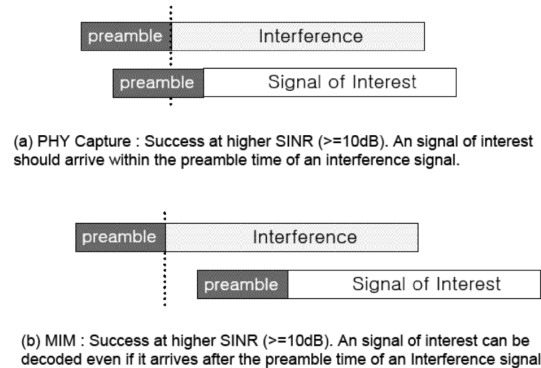 preamble Interference
preamble Signal of Interest
(a) PHY Capture : Success at higher SINR (>=10dB). An signal of interest
should arrive within the preamble time of an interference signal.
preamble Interference
preamble Signal of Interest
(b) MIM : Success at higher SINR (>=10dB). An signal of interest can be
decoded even if it arrives after the preamble time of an Interference signal